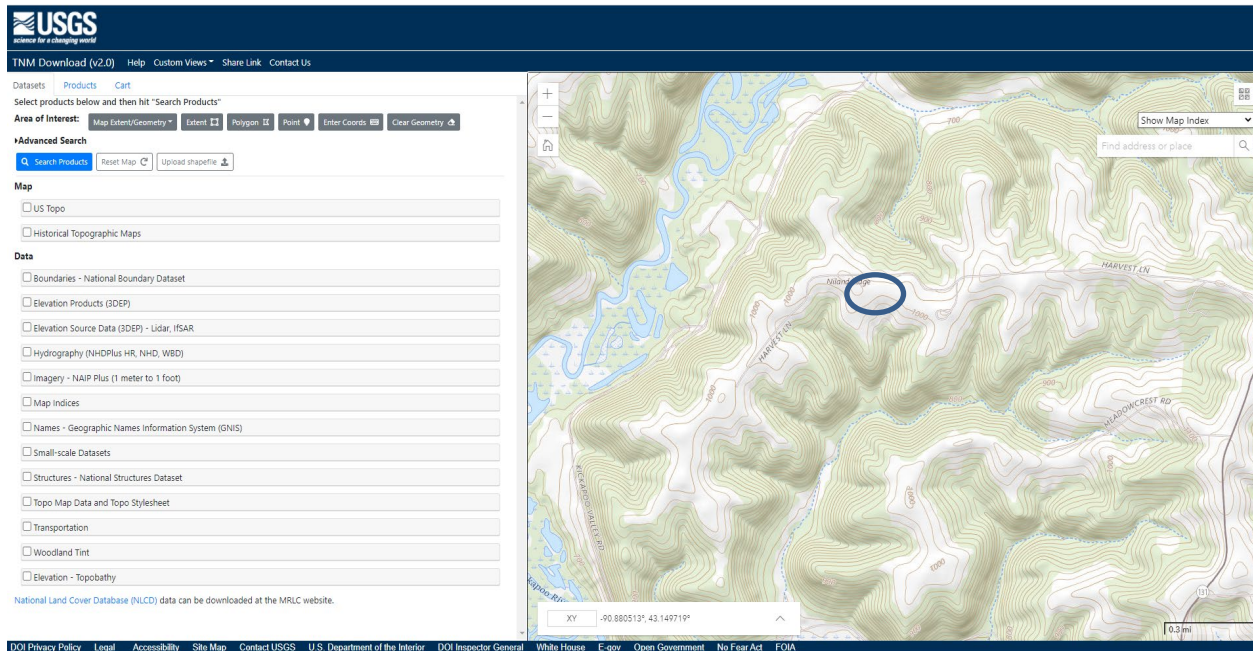 USGS
science for a changing world
TNM Download (v2.0) Help Custom Views Share Link Contact Us
Datasets Products Cart
Select products below and then hit "Search Products"
Area of Interest: Map Extent/Geometry Extent Polygon Point Enter Coords Clear Geometry
Advanced Search
Search Products Reset Map Upload shapefile
Map
US Topo
Historical Topographic Maps
Data
Boundaries - National Boundary Dataset
Elevation Products (3DEP)
Elevation Source Data (3DEP) - Lidar, IfSAR
Hydrography (NHDPlus HR, NHD, WBD)
Imagery - NAIP Plus (1 meter to 1 foot)
Map Indices
Names - Geographic Names Information System (GNIS)
Small-scale Datasets
Structures - National Structures Dataset
Topo Map Data and Topo Stylesheet
Transportation
Woodland Tint
Elevation - Topobathy
National Land Cover Database (NLCD) data can be downloaded at the MRLC website.
+
−
Show Map Index
Find address or place
700
900
HARVEST LN
1000
1000
HARVEST LN
1000
1000
900
MEADOWCREST RD
KICKAPOO VALLEY RD
1000
1000
131
XY -90.880513°, 43.149719°
0.3 mi
DOI Privacy Policy Legal Accessibility Site Map Contact USGS U.S. Department of the Interior DOI Inspector General White House E-gov Open Government No Fear Act FOIA